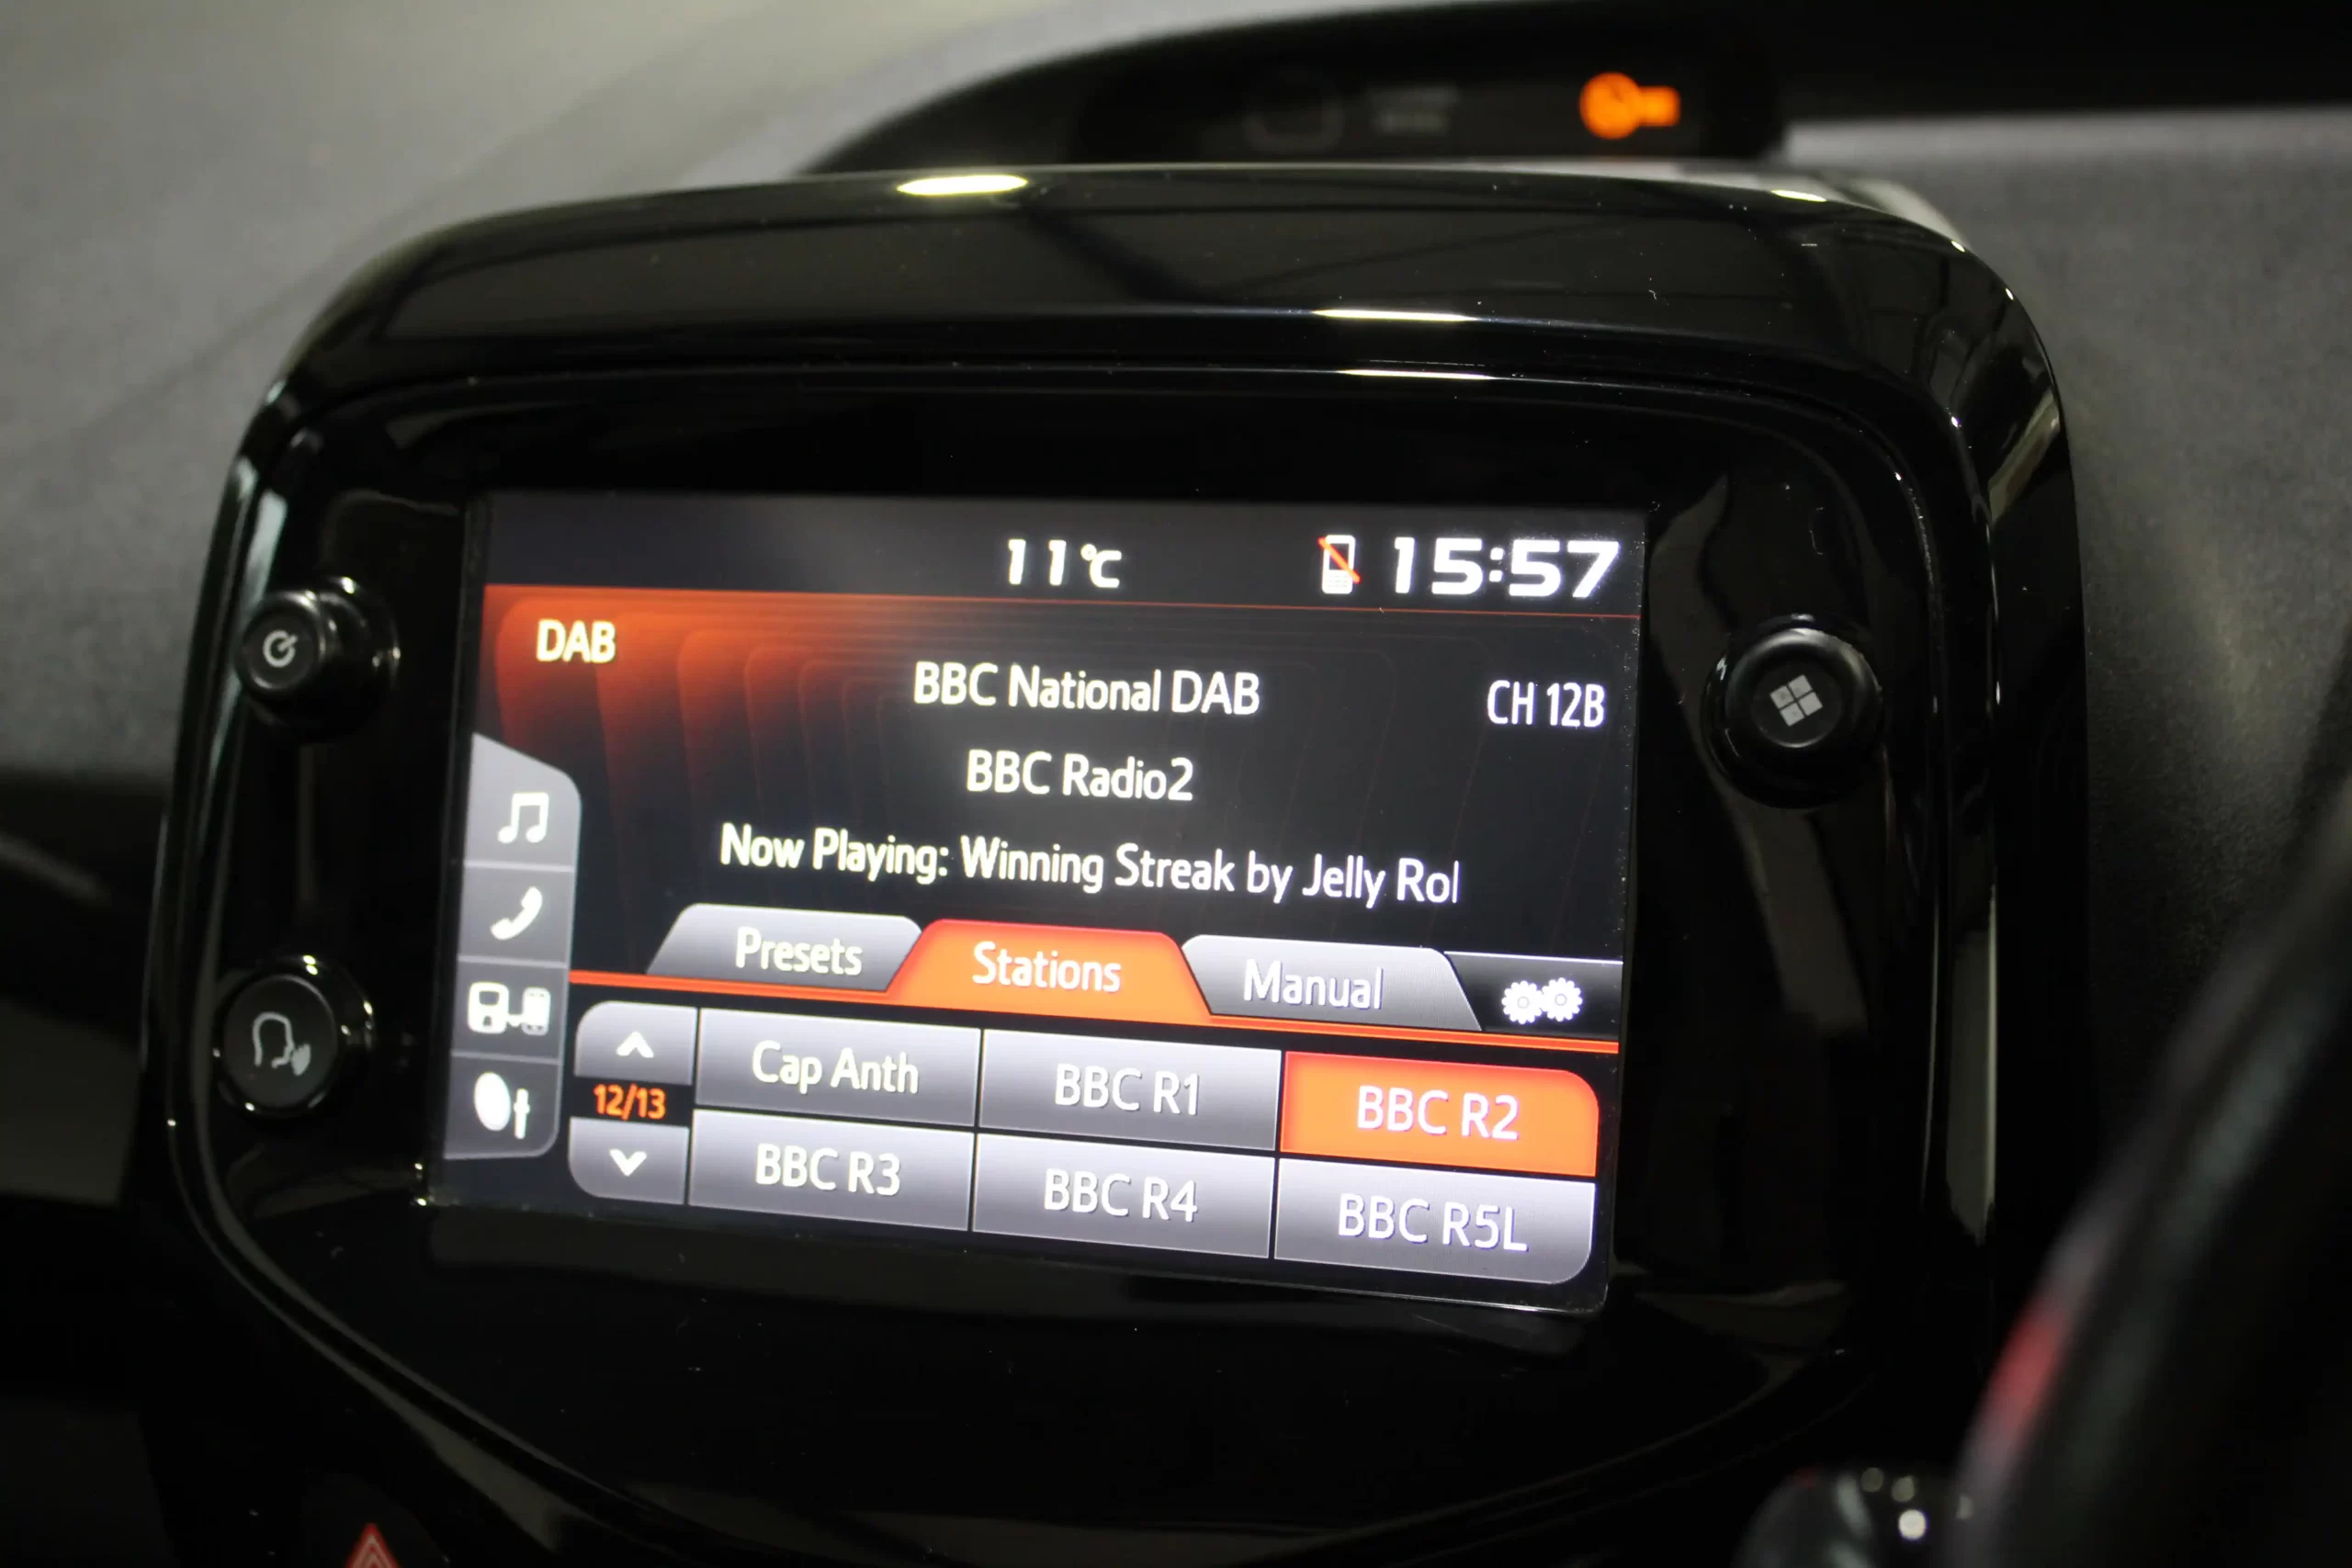 11°C 15:57
DAB
BBC National DAB CH 12B
BBC Radio2
Now Playing: Winning Streak by Jelly Rol
Presets Stations Manual
Cap Anth BBC R1 BBC R2
12/13
BBC R3 BBC R4 BBC R5L